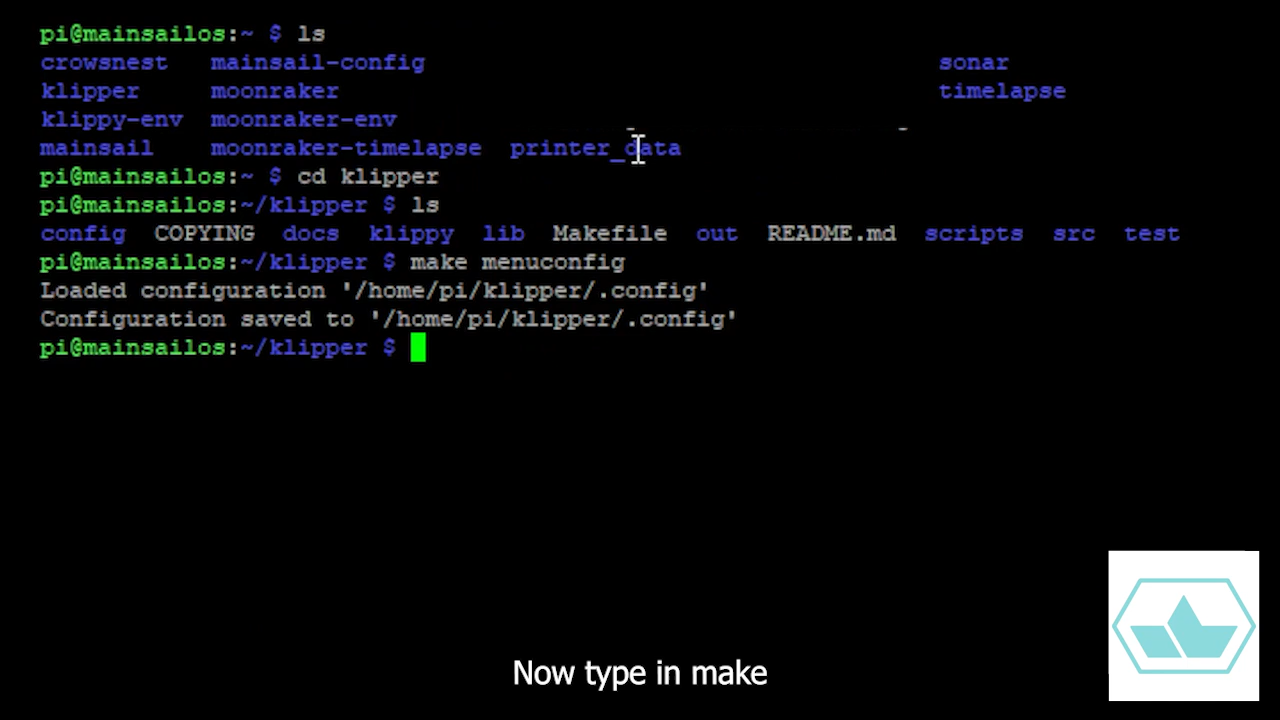 pi@mainsailos:~ $ ls
crowsnest mainsail-config sonar
klipper moonraker timelapse
klippy-env moonraker-env
mainsail moonraker-timelapse printer_data
pi@mainsailos:~ $ cd klipper
pi@mainsailos:~/klipper $ ls
config COPYING docs klippy lib Makefile out README.md scripts src test
pi@mainsailos:~/klipper $ make menuconfig
Loaded configuration '/home/pi/klipper/.config'
Configuration saved to '/home/pi/klipper/.config'
pi@mainsailos:~/klipper $
Now type in make